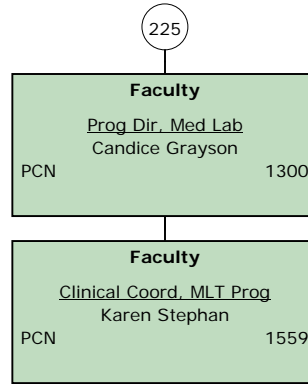 225
Faculty
Prog Dir, Med Lab
Candice Grayson
PCN 1300
Faculty
Clinical Coord, MLT Prog
Karen Stephan
PCN 1559